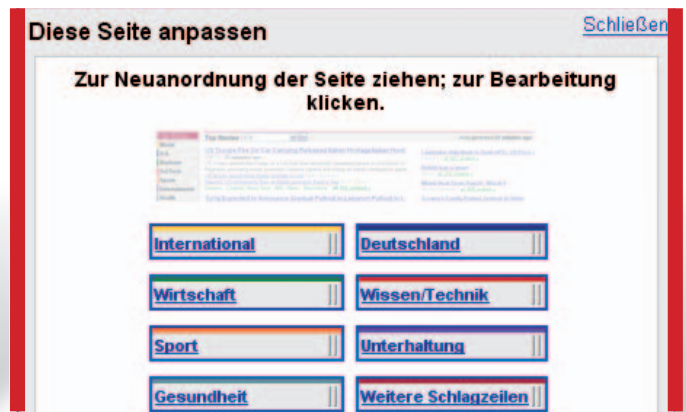 Diese Seite anpassen
Schließen
Zur Neuanordnung der Seite ziehen; zur Bearbeitung
klicken.
International
Deutschland
Wirtschaft
Wissen/Technik
Sport
Unterhaltung
Gesundheit
Weitere Schlagzeilen